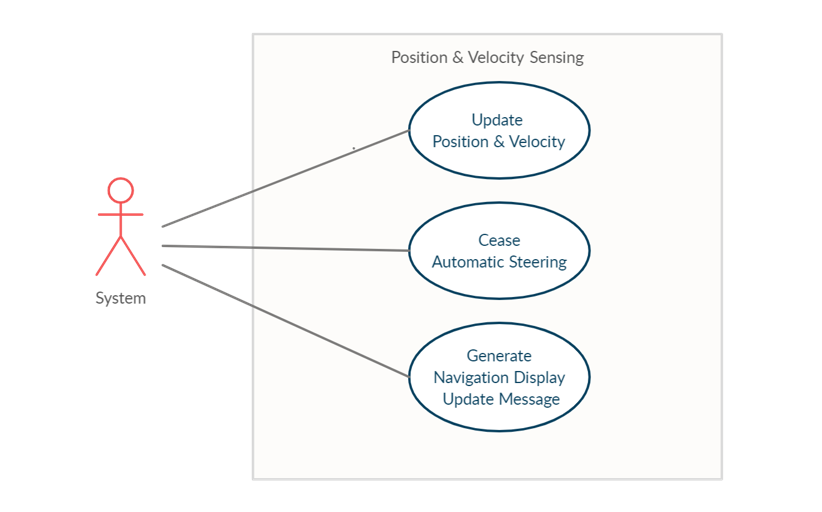 Position & Velocity Sensing
Update
Position & Velocity
Cease
Automatic Steering
System
Generate
Navigation Display
Update Message